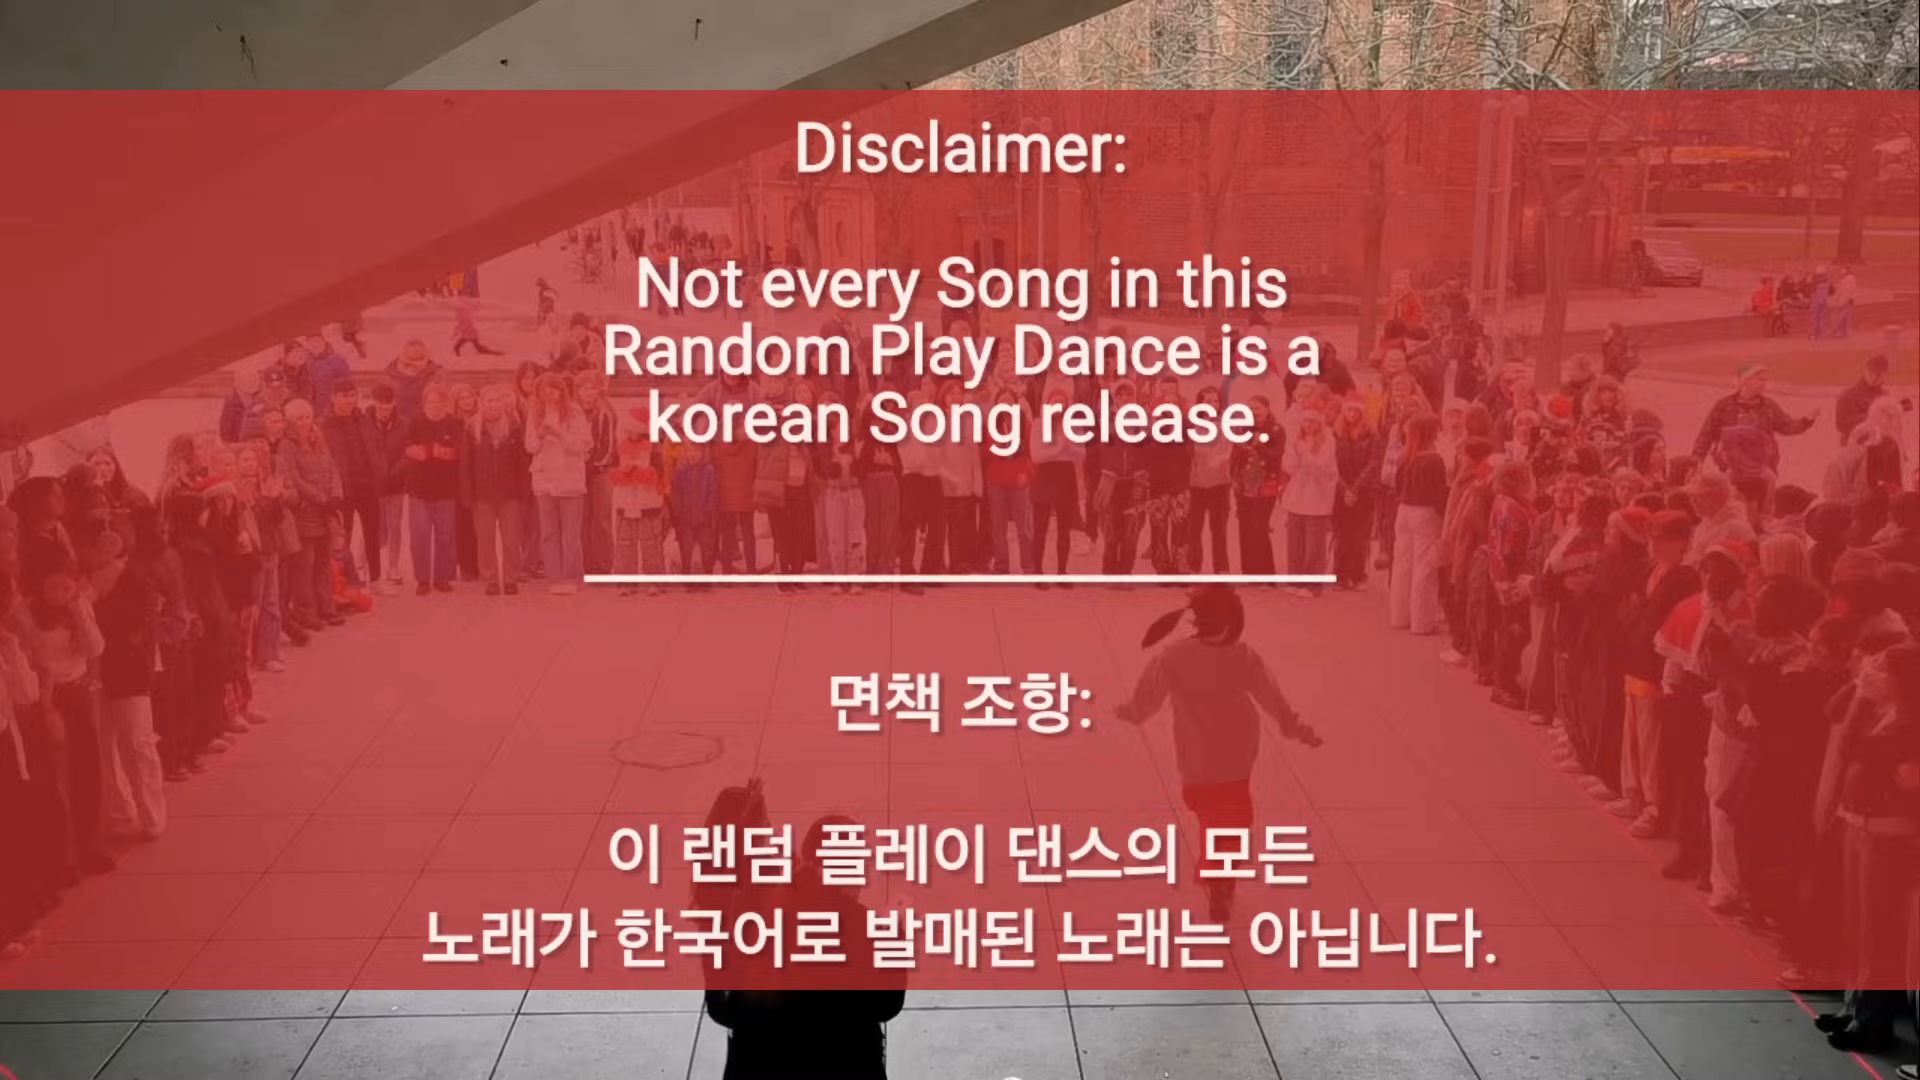 Disclaimer:
Not every Song in this
Random Play Dance is a
korean Song release.
면책 조항:
이 랜덤 플레이 댄스의 모든
노래가 한국어로 발매된 노래는 아닙니다.